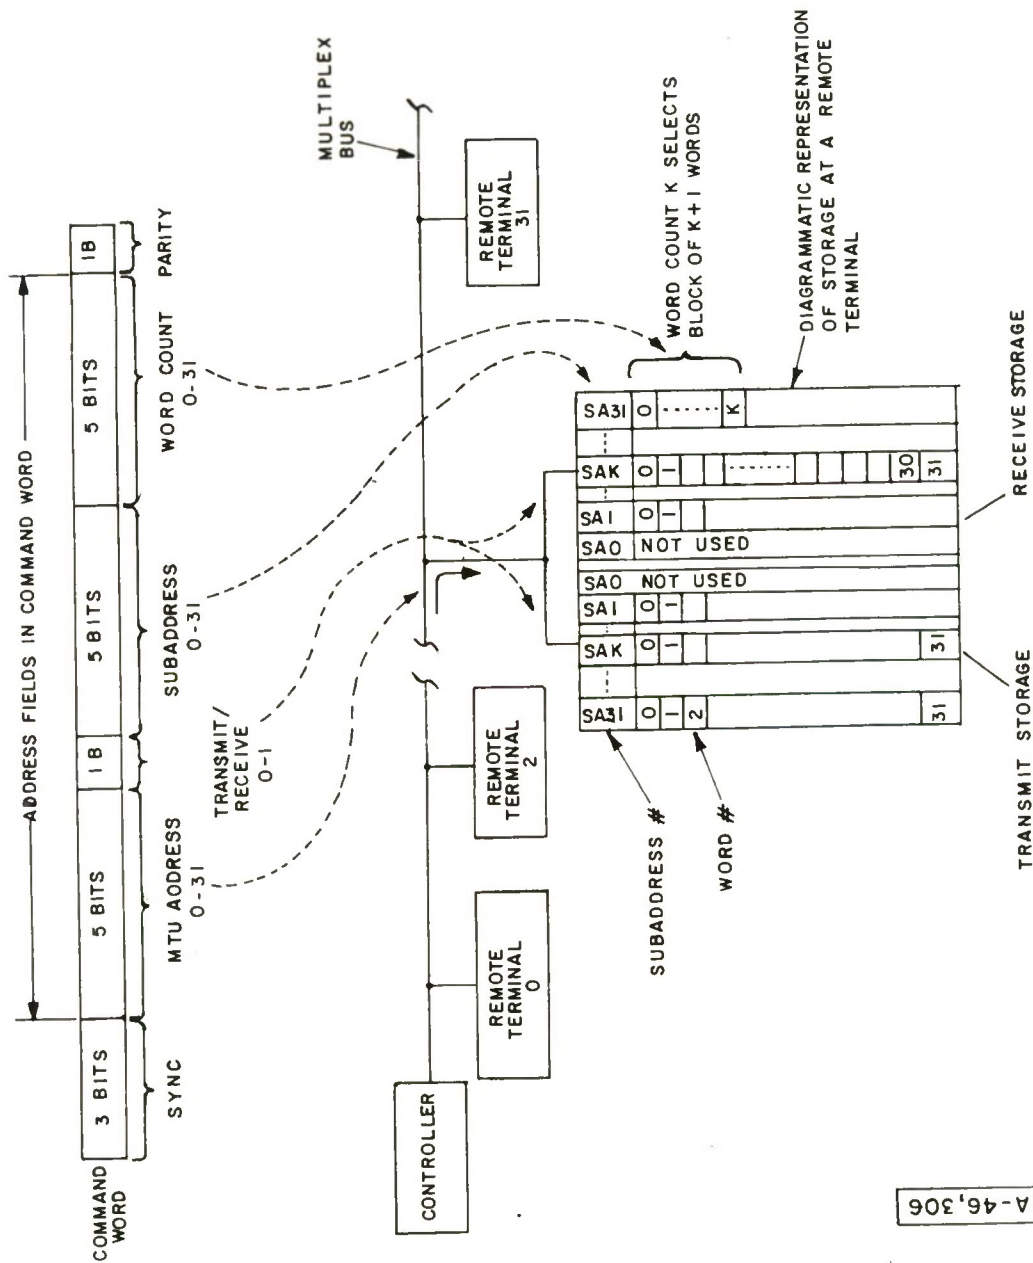 ADDRESS FIELDS IN COMMAND WORD
COMMAND
WORD
3 BITS
5 BITS
1B
5 BITS
5 BITS
1B
SYNC
MTU AODRESS
0-31
TRANSMIT/
RECEIVE
0-1
SUBADDRESS
0-31
WORD COUNT
0-31
PARITY
MULTIPLEX
BUS
CONTROLLER
REMOTE
TERMINAL
0
REMOTE
TERMINAL
2
REMOTE
TERMINAL
31
SUBADDRESS #
WORD #
SA31
SAK
SA1
SA0
SA0
SA1
SAK
SA31
0
1
2
31
0
1
31
0
1
NOT USED
NOT USED
0
1
0
1
30
31
0
K
WORD COUNT K SELECTS
BLOCK OF K+1 WORDS
DIAGRAMMATIC REPRESENTATION
OF STORAGE AT A REMOTE
TERMINAL
TRANSMIT STORAGE
RECEIVE STORAGE
A-46,306